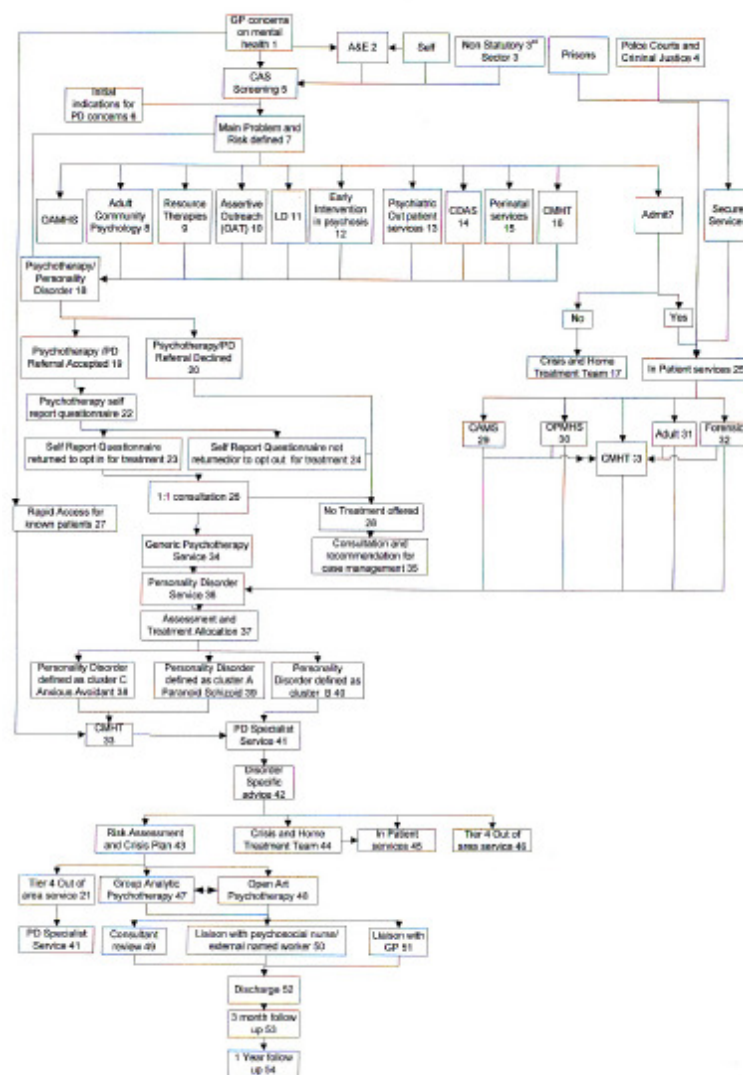 GP concerns
on mental
health 1
A&E 2
Self
Non Statutory 3rd
Sector 3
Prisons
Police Courts and
Criminal Justice 4
CAS
Screening 5
Initial
indications for
PD concerns 6
Main Problem and
Risk defined 7
OAMHS
Adult
Community
Psychology 8
Resource
Therapies
9
Assertive
Outreach
(OAT) 10
LD 11
Early
Intervention
in psychosis
12
Psychiatric
Out patient
services 13
CDAS
14
Perinatal
services
15
CMHT
16
Admit?
Secure
Service
Psychotherapy/
Personality
Disorder 18
No
Yes
Psychotherapy /PD
Referral Accepted 19
Psychotherapy/PD
Referral Declined
20
Crisis and Home
Treatment Team 17
In Patient services 25
Psychotherapy self
report questionnaire 22
CAMS
29
OPMHS
30
Adult 31
Forensic
32
CMHT 33
Self Report Questionnaire
returned to opt in for treatment 23
Self Report Questionnaire not
returned/or to opt out for treatment 24
1:1 consultation 26
Rapid Access for
known patients 27
No Treatment offered
28
Generic Psychotherapy
Service 34
Consultation and
recommendation for
case management 35
Personality Disorder
Service 36
Assessment and
Treatment Allocation 37
Personality Disorder
defined as cluster C
Anxious Avoidant 38
Personality Disorder
defined as cluster A
Paranoid Schizoid 39
Personality
Disorder defined as
cluster B 40
CMHT
33
PD Specialist
Service 41
Disorder
Specific
advice 42
Risk Assessment
and Crisis Plan 43
Crisis and Home
Treatment Team 44
In Patient
services 45
Tier 4 Out of
area service 46
Tier 4 Out of
area service 21
Group Analytic
Psychotherapy 47
Open Art
Psychotherapy 48
PD Specialist
Service 41
Consultant
review 49
Liaison with psychosocial nurse/
external named worker 50
Liaison with
GP 51
Discharge 52
3 month follow
up 53
1 Year follow
up 54